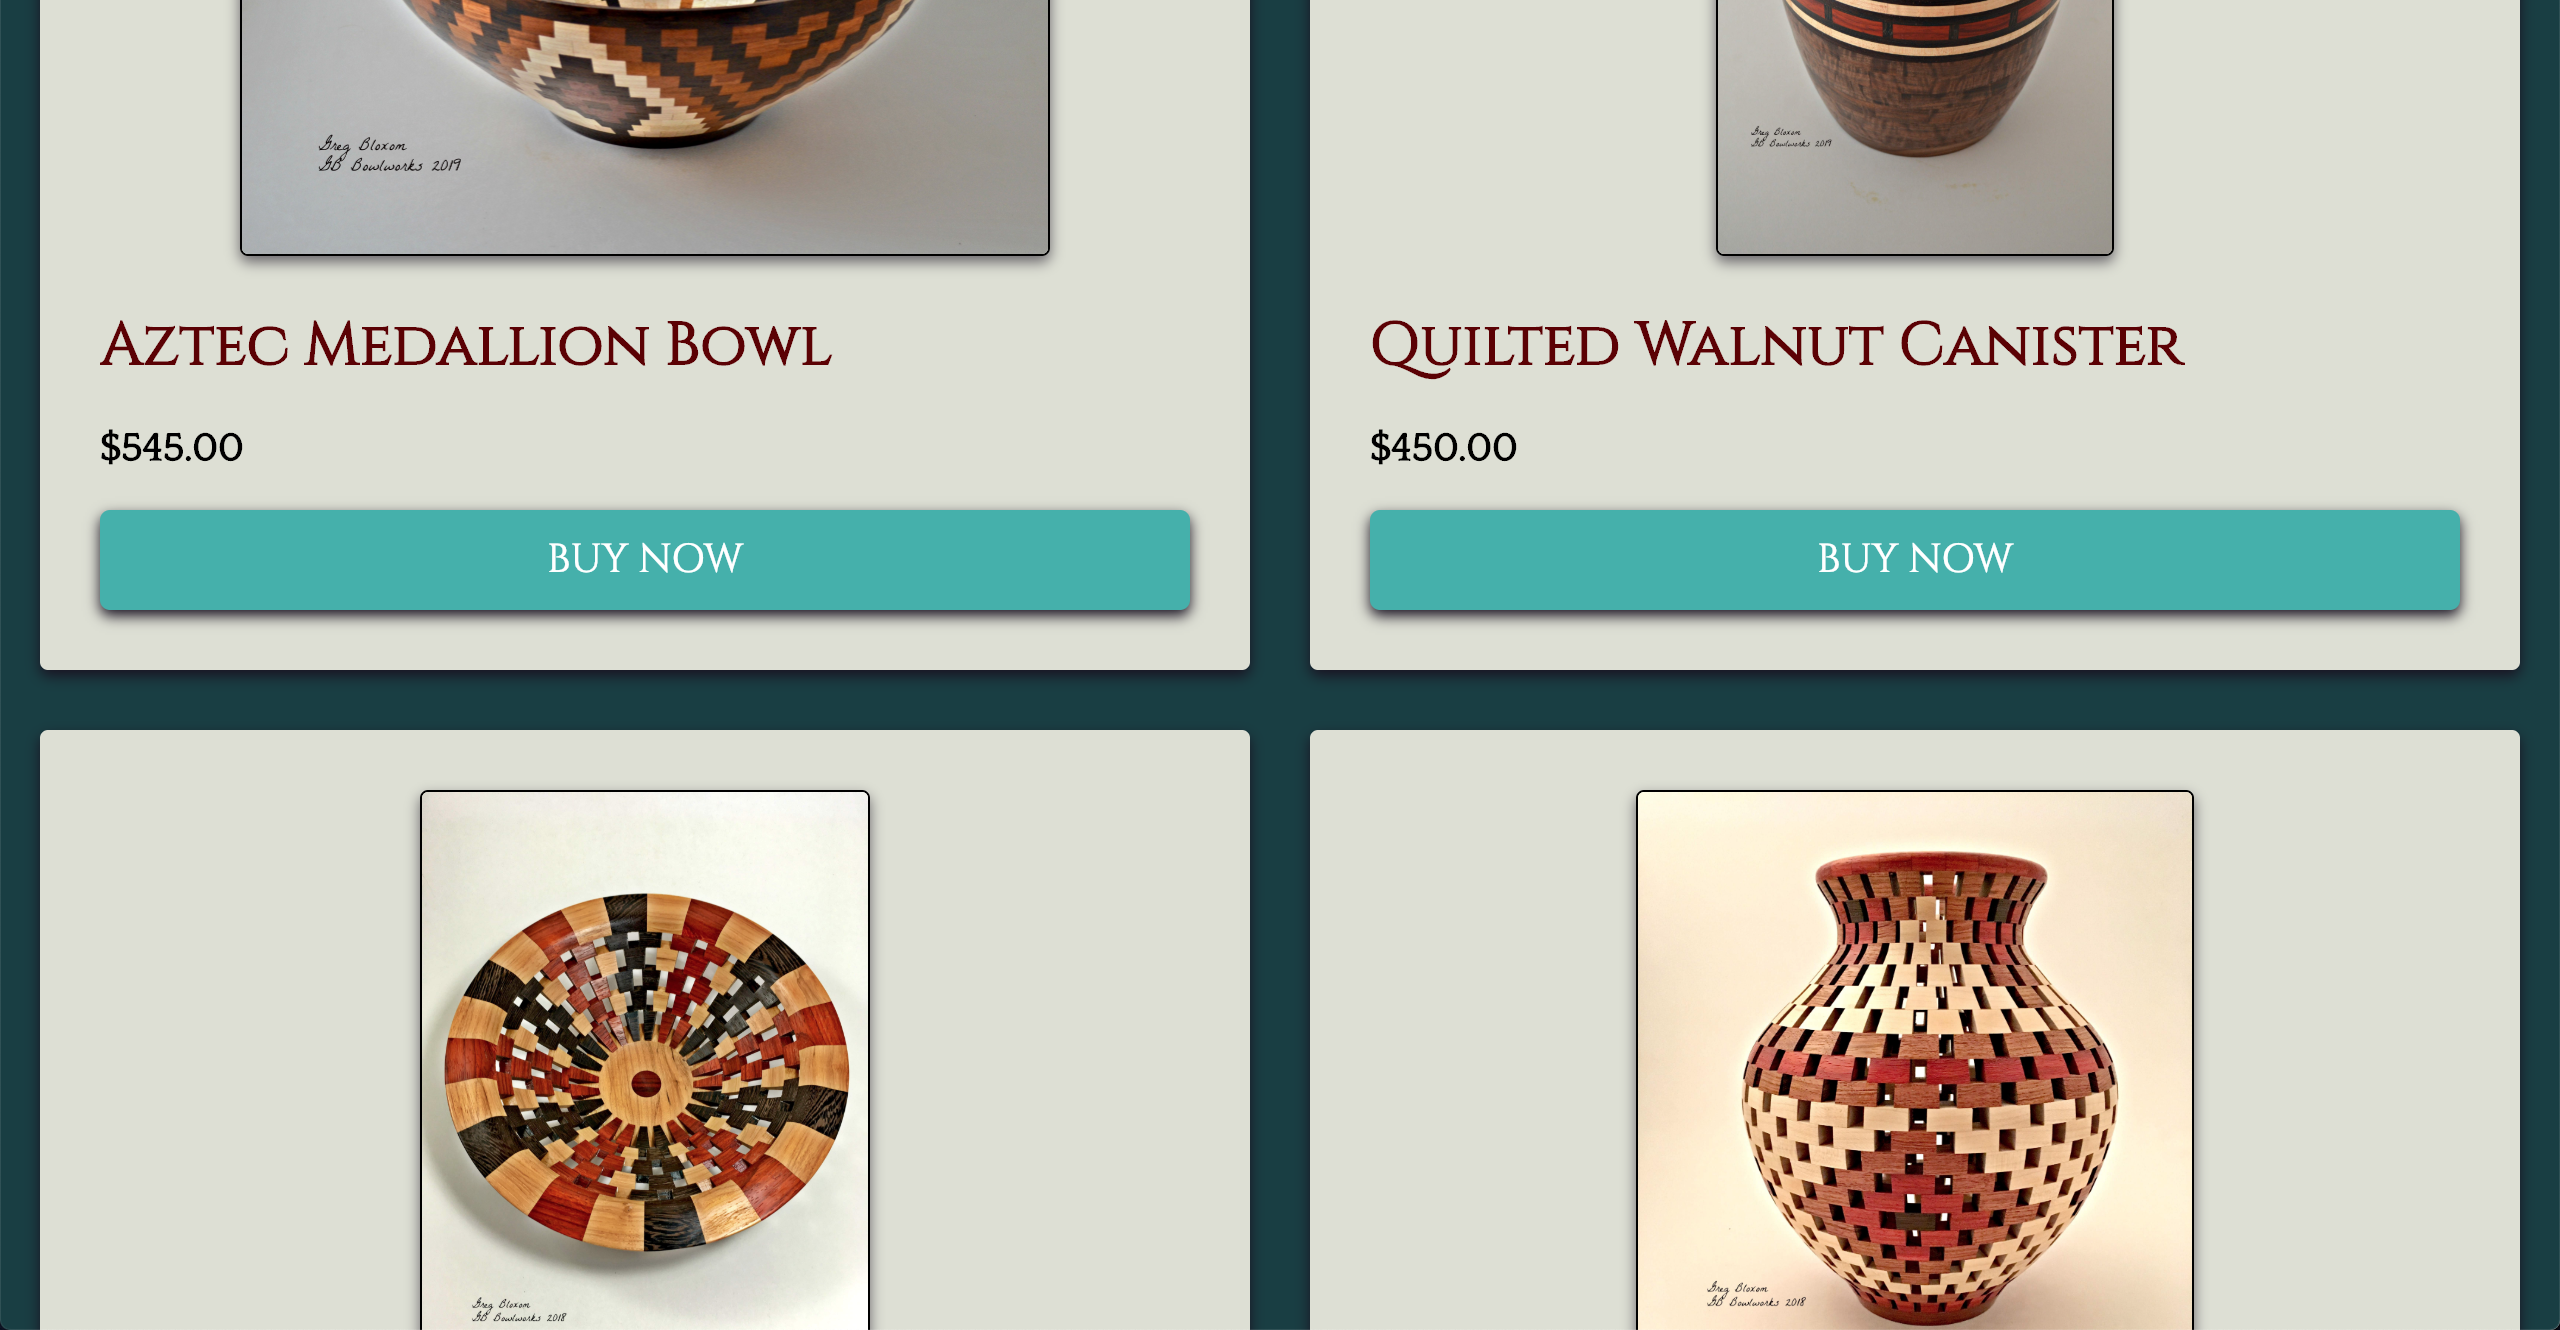 Greg Bloxom
GB Bowlworks 2019
Greg Bloxom
GB Bowlworks 2019
Aztec Medallion Bowl
Quilted Walnut Canister
$545.00
$450.00
BUY NOW
BUY NOW
Greg Bloxom
GB Bowlworks 2018
Greg Bloxom
GB Bowlworks 2018